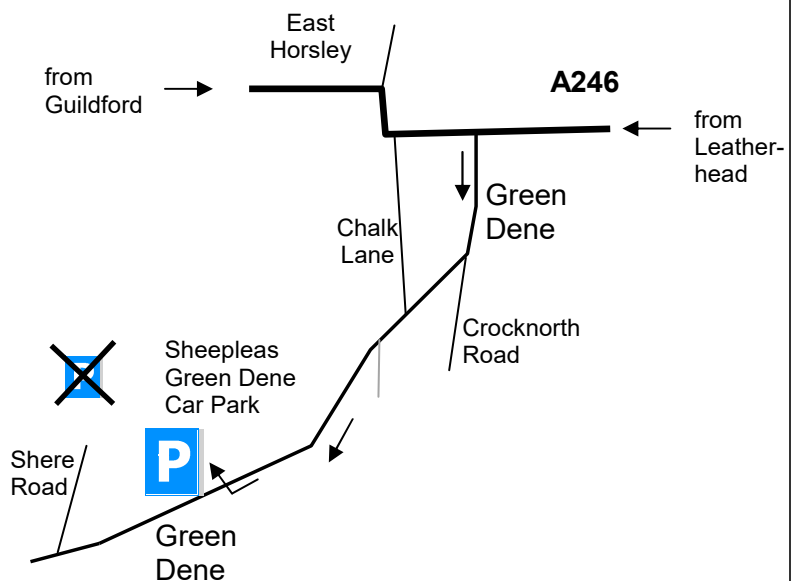 East
Horsley
from
Guildford
A246
from
Leather-
head
Green
Dene
Chalk
Lane
Crocknorth
Road
Sheepleas
Green Dene
Car Park
P
P
Shere
Road
Green
Dene